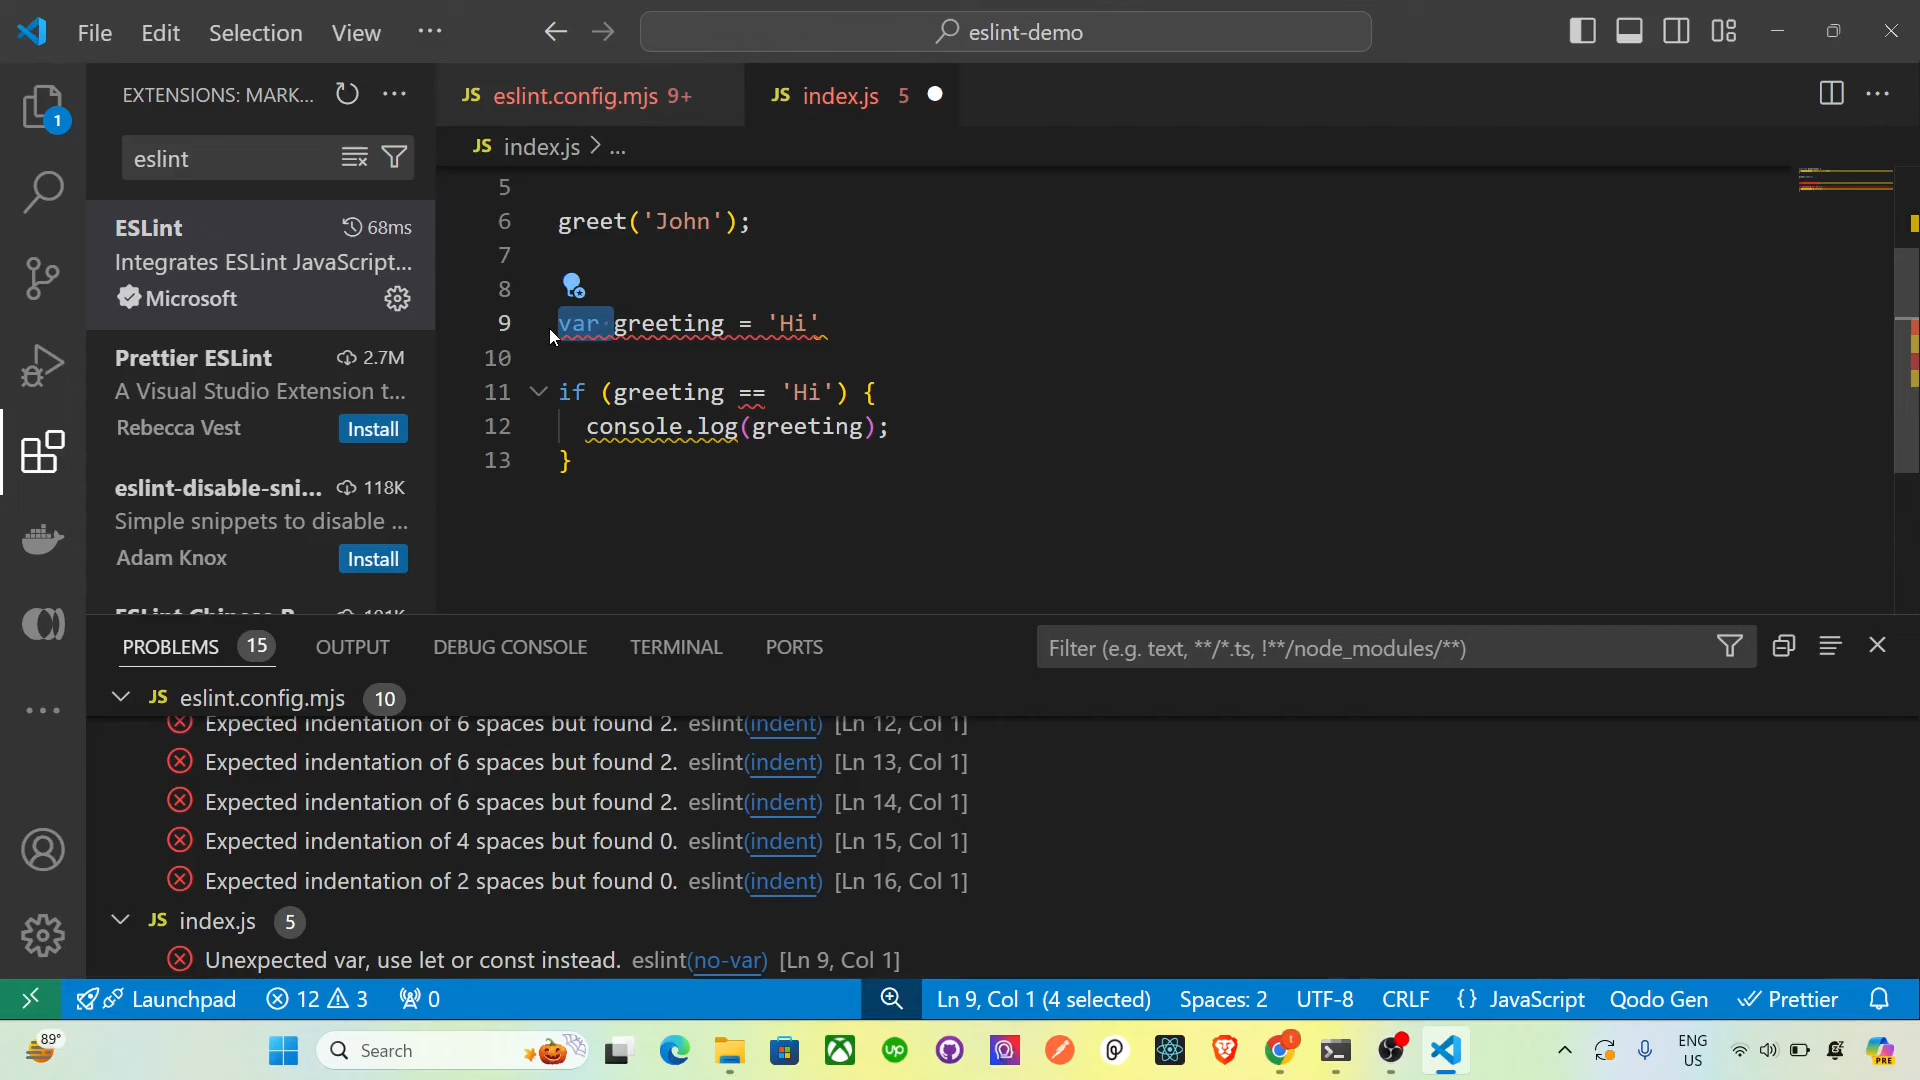 File Edit Selection View ···
eslint-demo
EXTENSIONS: MARK...
1
eslint
ESLint 68ms
Integrates ESLint JavaScript...
Microsoft
Prettier ESLint 2.7M
A Visual Studio Extension t...
Rebecca Vest Install
eslint-disable-sni... 118K
Simple snippets to disable ...
Adam Knox Install
JS eslint.config.mjs 9+
JS index.js 5
JS index.js > ...
5
6 greet('John');
7
8
9 var greeting = 'Hi'
10
11 if (greeting == 'Hi') {
12 console.log(greeting);
13 }
PROBLEMS 15 OUTPUT DEBUG CONSOLE TERMINAL PORTS
Filter (e.g. text, **/*.ts, !**/node_modules/**)
JS eslint.config.mjs 10
Expected indentation of 6 spaces but found 2. eslint(indent) [Ln 12, Col 1]
Expected indentation of 6 spaces but found 2. eslint(indent) [Ln 13, Col 1]
Expected indentation of 6 spaces but found 2. eslint(indent) [Ln 14, Col 1]
Expected indentation of 4 spaces but found 0. eslint(indent) [Ln 15, Col 1]
Expected indentation of 2 spaces but found 0. eslint(indent) [Ln 16, Col 1]
JS index.js 5
Unexpected var, use let or const instead. eslint(no-var) [Ln 9, Col 1]
Launchpad 12 3 0 Ln 9, Col 1 (4 selected) Spaces: 2 UTF-8 CRLF {} JavaScript Qodo Gen Prettier
89°
Search
up
ENG
US
PRE